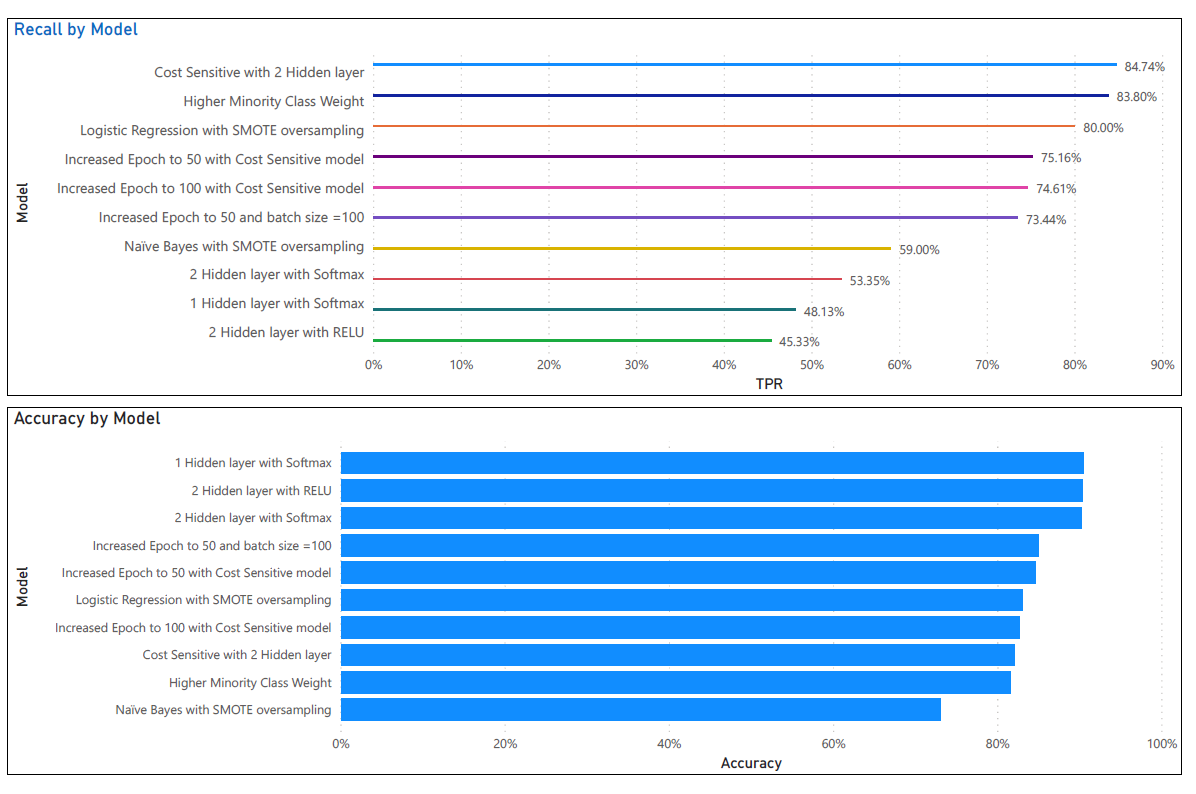 Recall by Model
Model
Cost Sensitive with 2 Hidden layer 84.74%
Higher Minority Class Weight 83.80%
Logistic Regression with SMOTE oversampling 80.00%
Increased Epoch to 50 with Cost Sensitive model 75.16%
Increased Epoch to 100 with Cost Sensitive model 74.61%
Increased Epoch to 50 and batch size =100 73.44%
Naïve Bayes with SMOTE oversampling 59.00%
2 Hidden layer with Softmax 53.35%
1 Hidden layer with Softmax 48.13%
2 Hidden layer with RELU 45.33%
0% 10% 20% 30% 40% 50% 60% 70% 80% 90%
TPR
Accuracy by Model
Model
1 Hidden layer with Softmax
2 Hidden layer with RELU
2 Hidden layer with Softmax
Increased Epoch to 50 and batch size =100
Increased Epoch to 50 with Cost Sensitive model
Logistic Regression with SMOTE oversampling
Increased Epoch to 100 with Cost Sensitive model
Cost Sensitive with 2 Hidden layer
Higher Minority Class Weight
Naïve Bayes with SMOTE oversampling
0% 20% 40% 60% 80% 100%
Accuracy